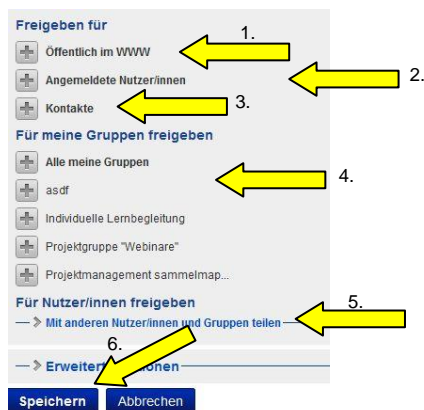 Freigeben für
1.
Öffentlich im WWW
2.
Angemeldete Nutzer/innen
3.
Kontakte
Für meine Gruppen freigeben
Alle meine Gruppen
4.
asdf
Individuelle Lernbegleitung
Projektgruppe "Webinare"
Projektmanagement sammelmap...
Für Nutzer/innen freigeben
5.
Mit anderen Nutzer/innen und Gruppen teilen
6.
Speichern Abbrechen